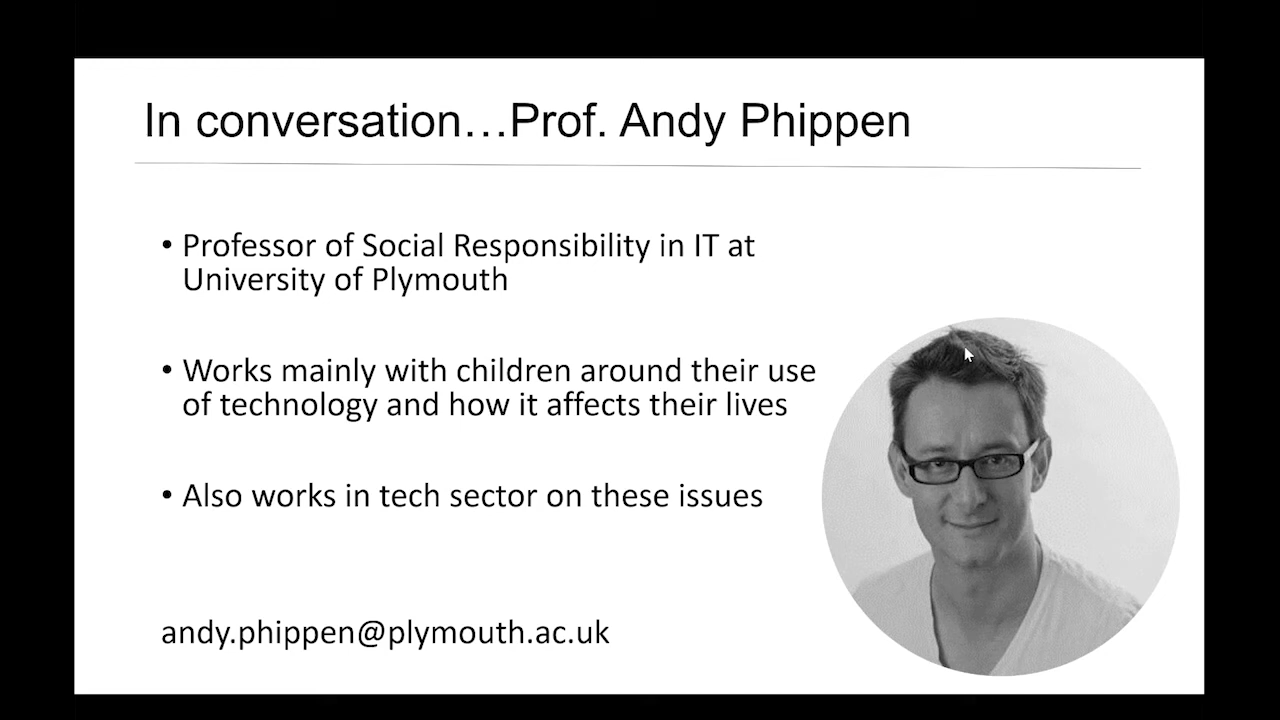 In conversation…Prof. Andy Phippen
• Professor of Social Responsibility in IT at
University of Plymouth
• Works mainly with children around their use
of technology and how it affects their lives
• Also works in tech sector on these issues
andy.phippen@plymouth.ac.uk